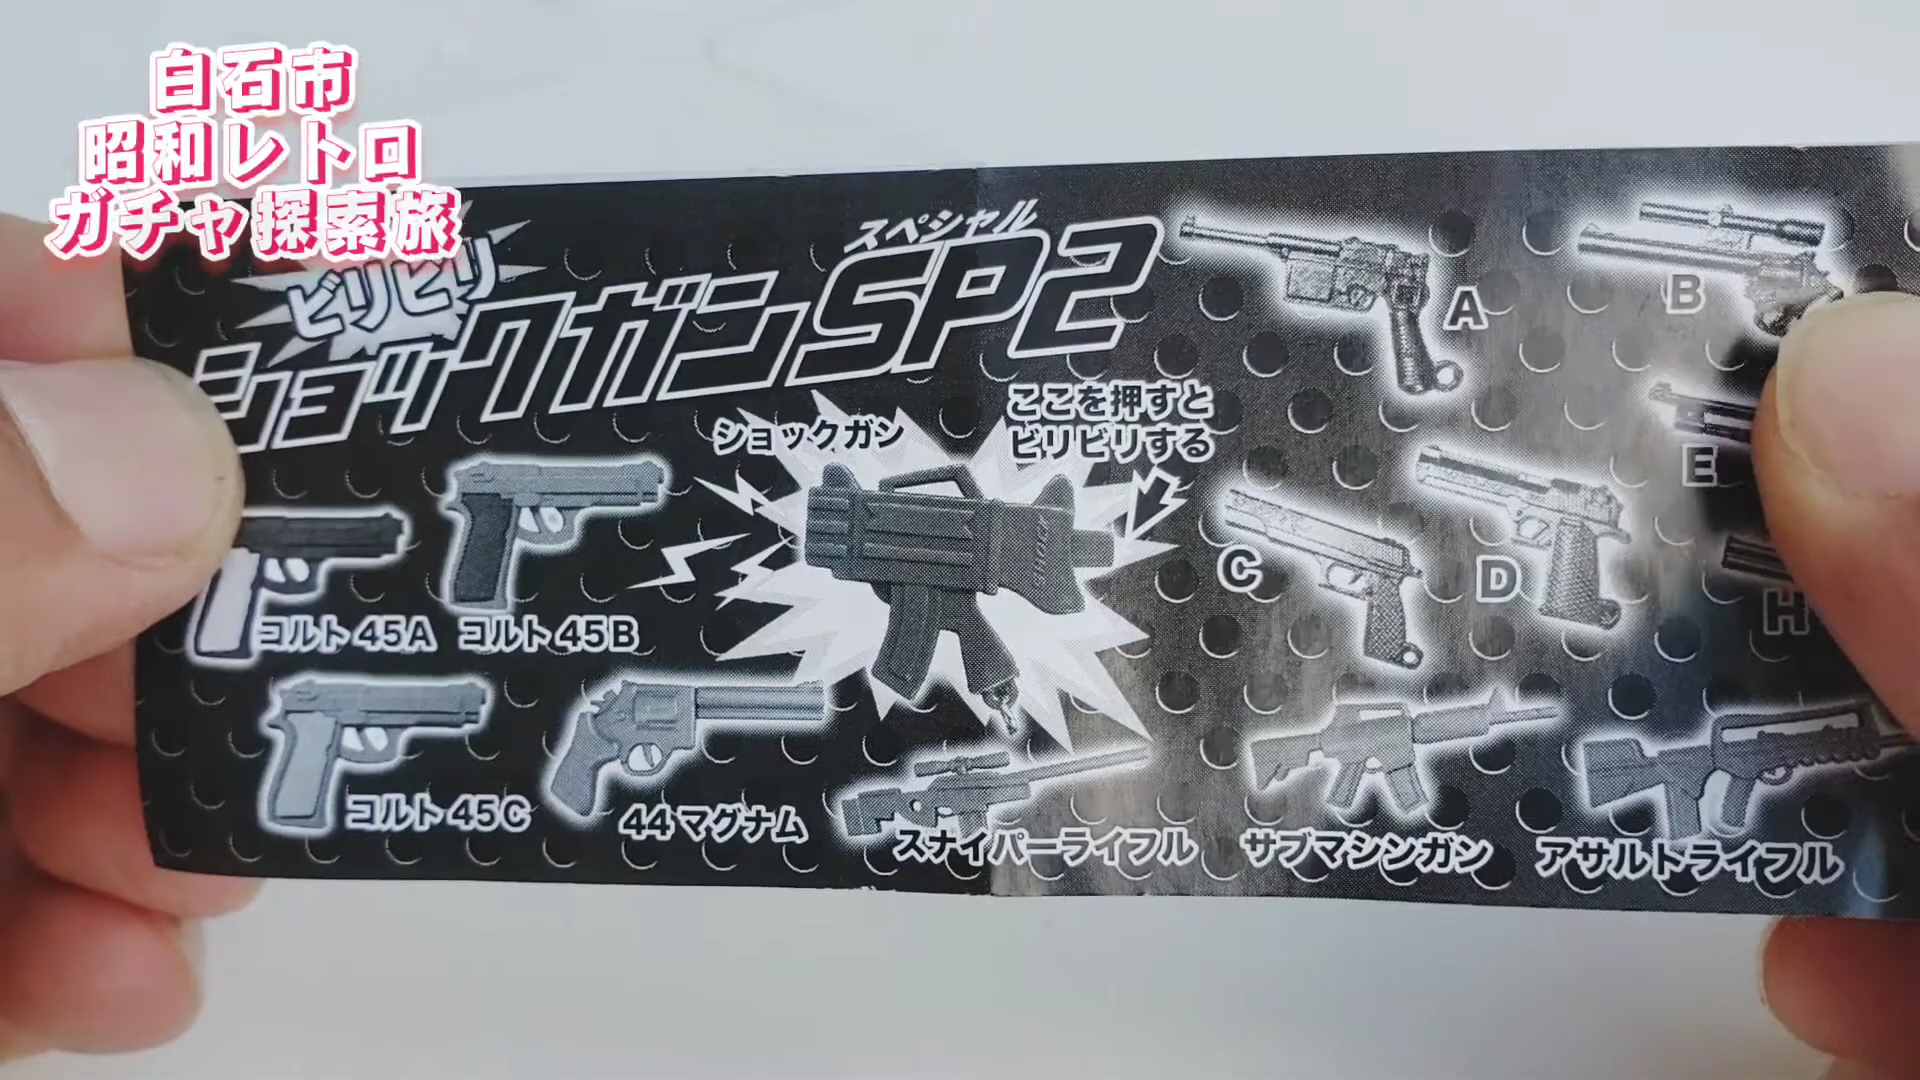 白石市
昭和レトロ
ガチャ探索旅
ビリビリ
スペシャル
ショックガンSP2
ショックガン
ここを押すと
ビリビリする
A
B
C
D
E
H
SHOCK
コルト45A
コルト45B
コルト45C
44マグナム
スナイパーライフル
サブマシンガン
アサルトライフル